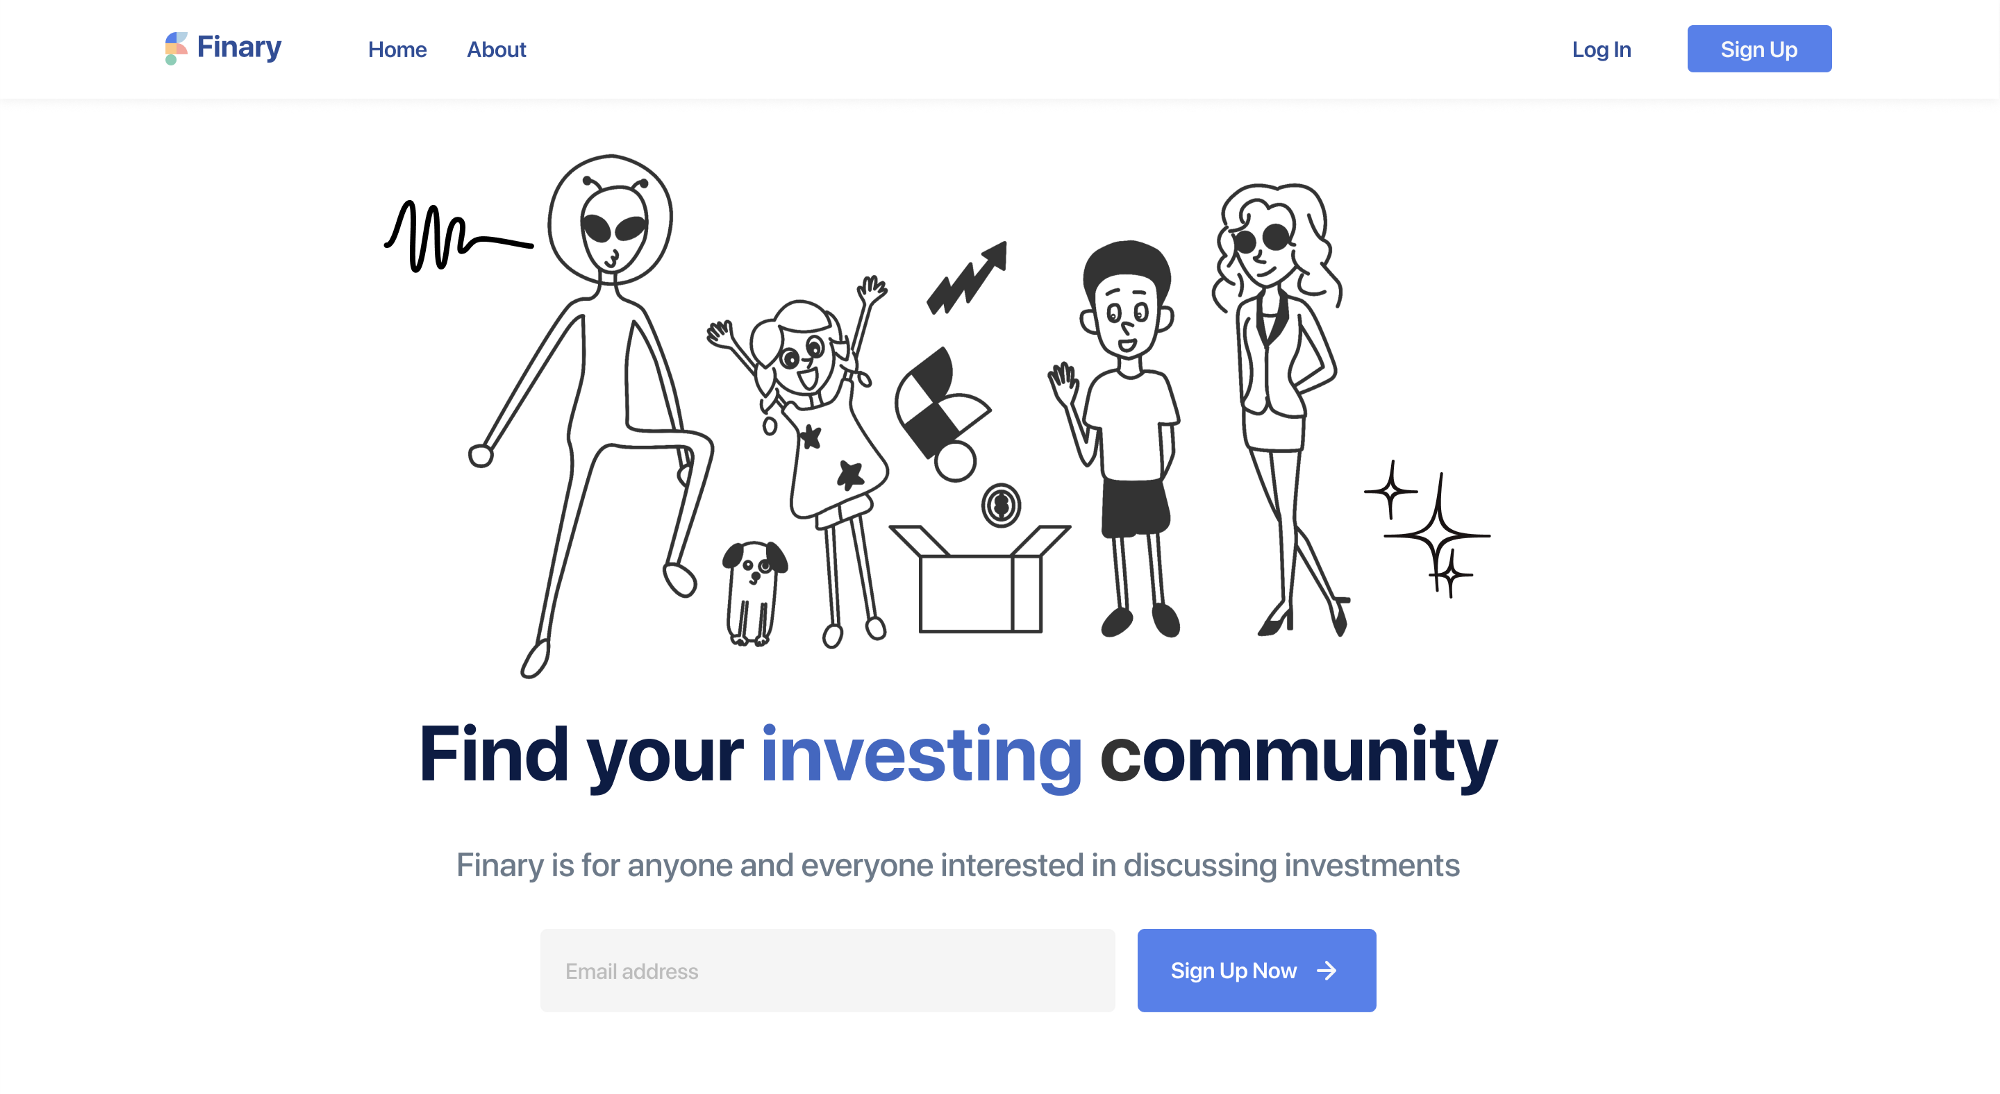 Finary
Home
About
Log In
Sign Up
Find your investing community
Finary is for anyone and everyone interested in discussing investments
Email address
Sign Up Now